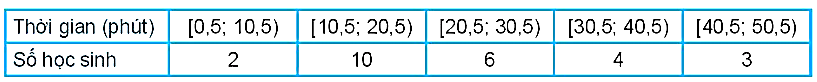 Thời gian (phút) [0,5; 10,5) [10,5; 20,5) [20,5; 30,5) [30,5; 40,5) [40,5; 50,5)
Số học sinh 2 10 6 4 3